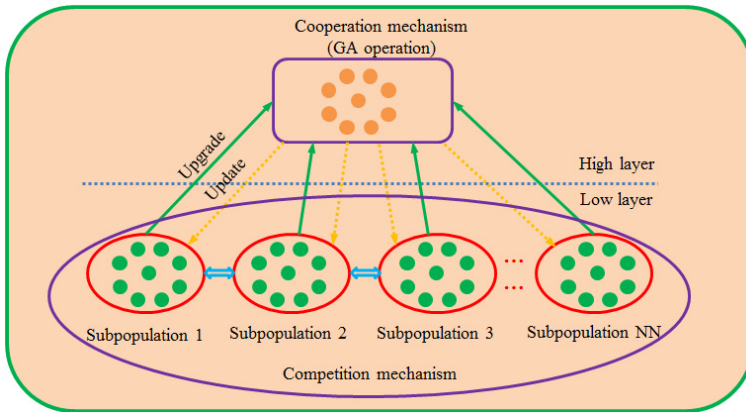 Cooperation mechanism
(GA operation)
Upgrade
Update
High layer
Low layer
Subpopulation 1
Subpopulation 2
Subpopulation 3
Subpopulation NN
Competition mechanism